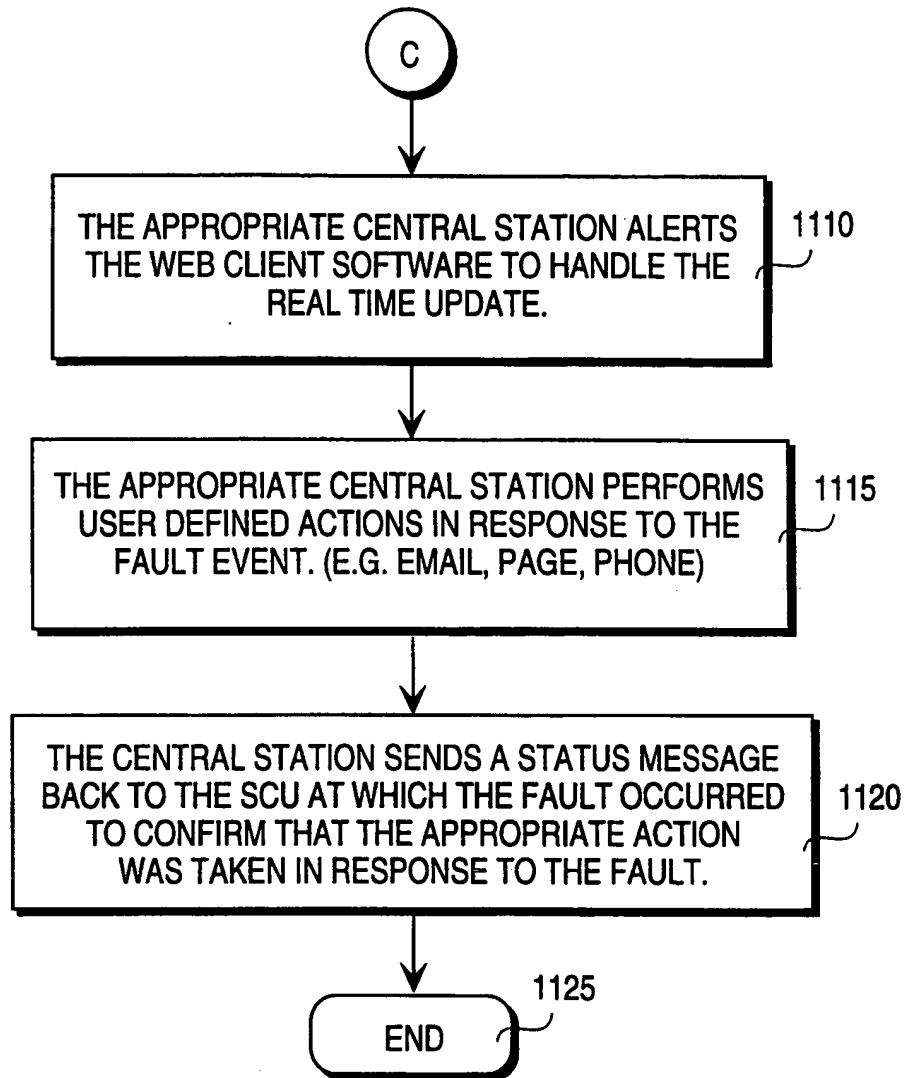 C
THE APPROPRIATE CENTRAL STATION ALERTS
THE WEB CLIENT SOFTWARE TO HANDLE THE
REAL TIME UPDATE.
1110
THE APPROPRIATE CENTRAL STATION PERFORMS
USER DEFINED ACTIONS IN RESPONSE TO THE
FAULT EVENT. (E.G. EMAIL, PAGE, PHONE)
1115
THE CENTRAL STATION SENDS A STATUS MESSAGE
BACK TO THE SCU AT WHICH THE FAULT OCCURRED
TO CONFIRM THAT THE APPROPRIATE ACTION
WAS TAKEN IN RESPONSE TO THE FAULT.
1120
END
1125